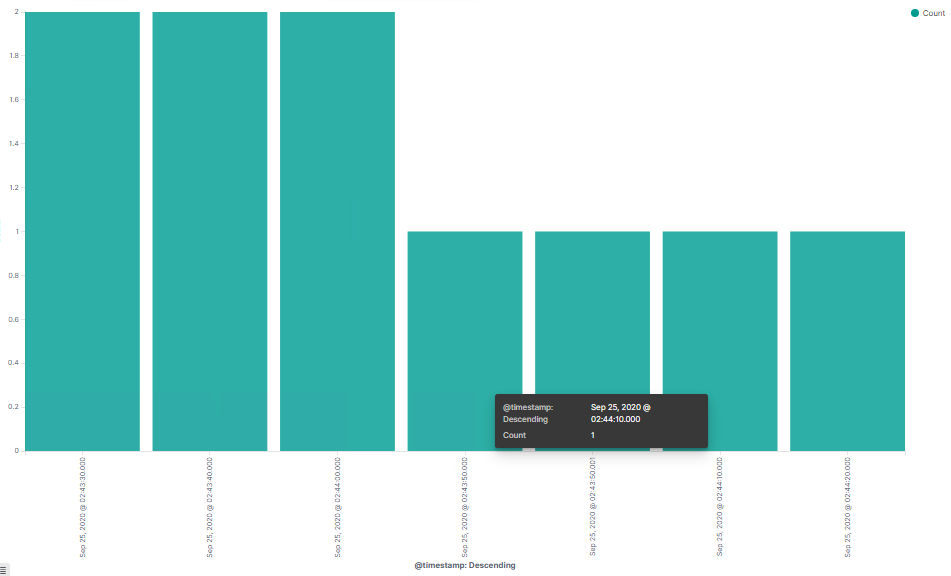 2
1.8
1.6
1.4
1.2
1
0.8
0.6
0.4
0.2
0
Count
@timestamp: Descending
Sep 25, 2020 @ 02:44:10.000
Count 1
Sep 25, 2020 @ 02:43:30.000
Sep 25, 2020 @ 02:43:40.000
Sep 25, 2020 @ 02:44:00.000
Sep 25, 2020 @ 02:43:50.000
Sep 25, 2020 @ 02:43:50.001
Sep 25, 2020 @ 02:44:10.000
Sep 25, 2020 @ 02:44:20.000
@timestamp: Descending